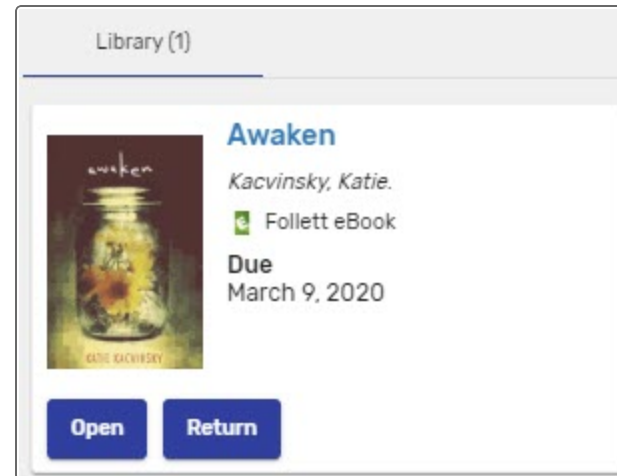 Library (1)
awaken
KATIE KACVINSKY
Awaken
Kacvinsky, Katie.
e Follett eBook
Due
March 9, 2020
Open
Return